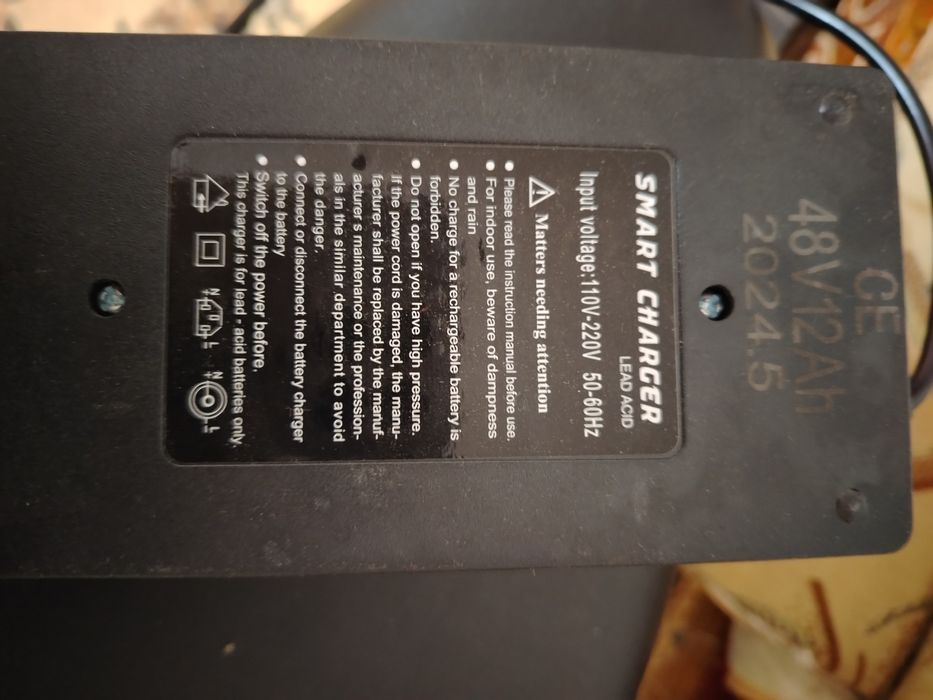 CE
48V12Ah
2024.5
SMART CHARGER
LEAD ACID
Input voltage:110V-220V 50-60Hz
Matters needing attention
Please read the instruction manual before use.
For indoor use, beware of dampness
and rain
No charge for a rechargeable battery is
forbidden.
Do not open if you have high pressure.
If the power cord is damaged, the manu-
facturer shall be replaced by the manuf-
acturer s maintenance or the profession-
als in the similar department to avoid
the danger.
Connect or disconnect the battery charger
to the battery
Switch off the power before.
This charger is for lead - acid batteries only.
N L
N L